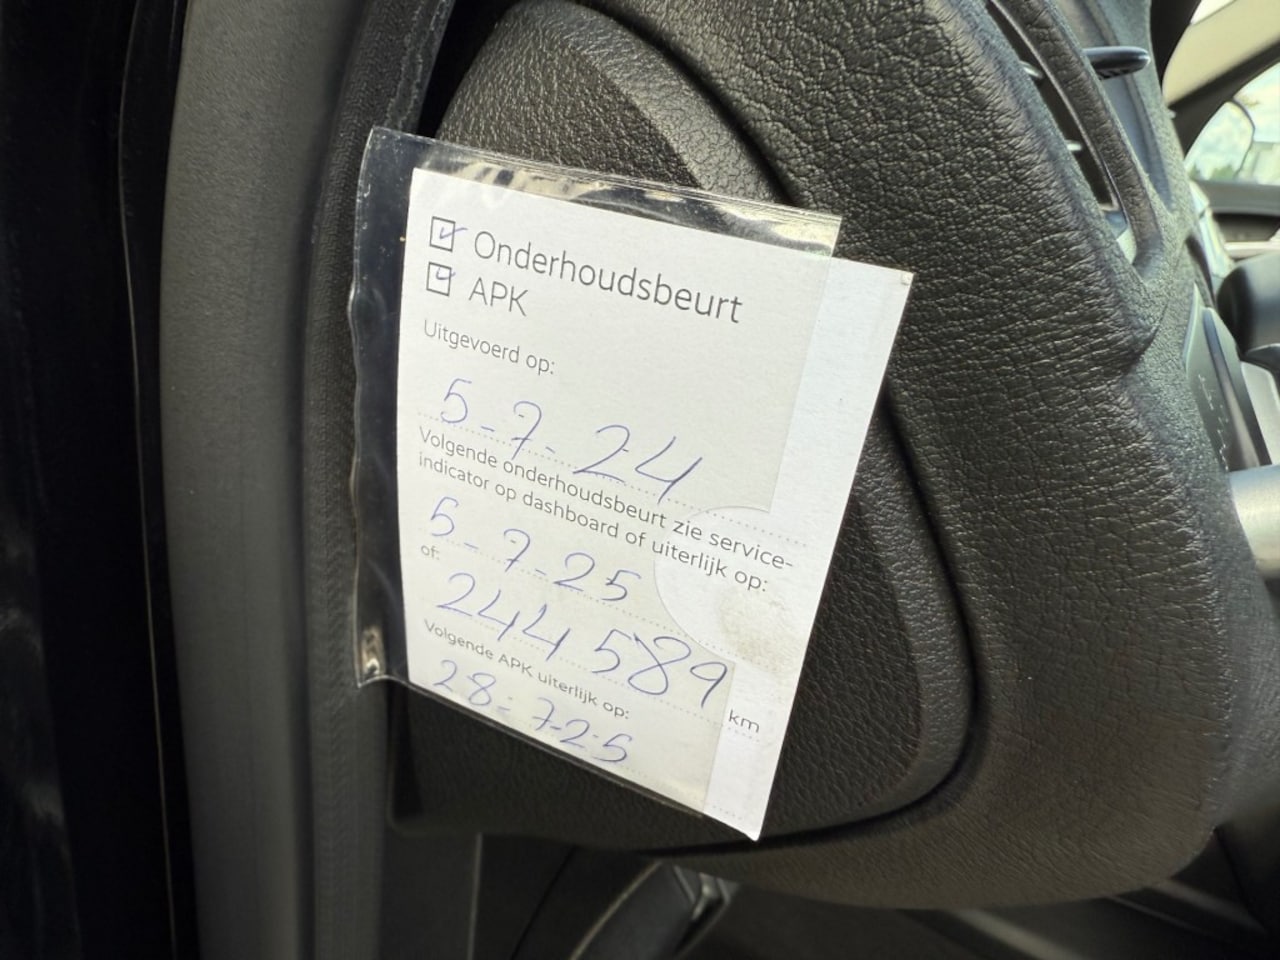 Onderhoudsbeurt
APK
Uitgevoerd op:
5-7-24
Volgende onderhoudsbeurt zie service-
indicator op dashboard of uiterlijk op:
5-7-25
of:
244589 km
Volgende APK uiterlijk op:
28-7-25